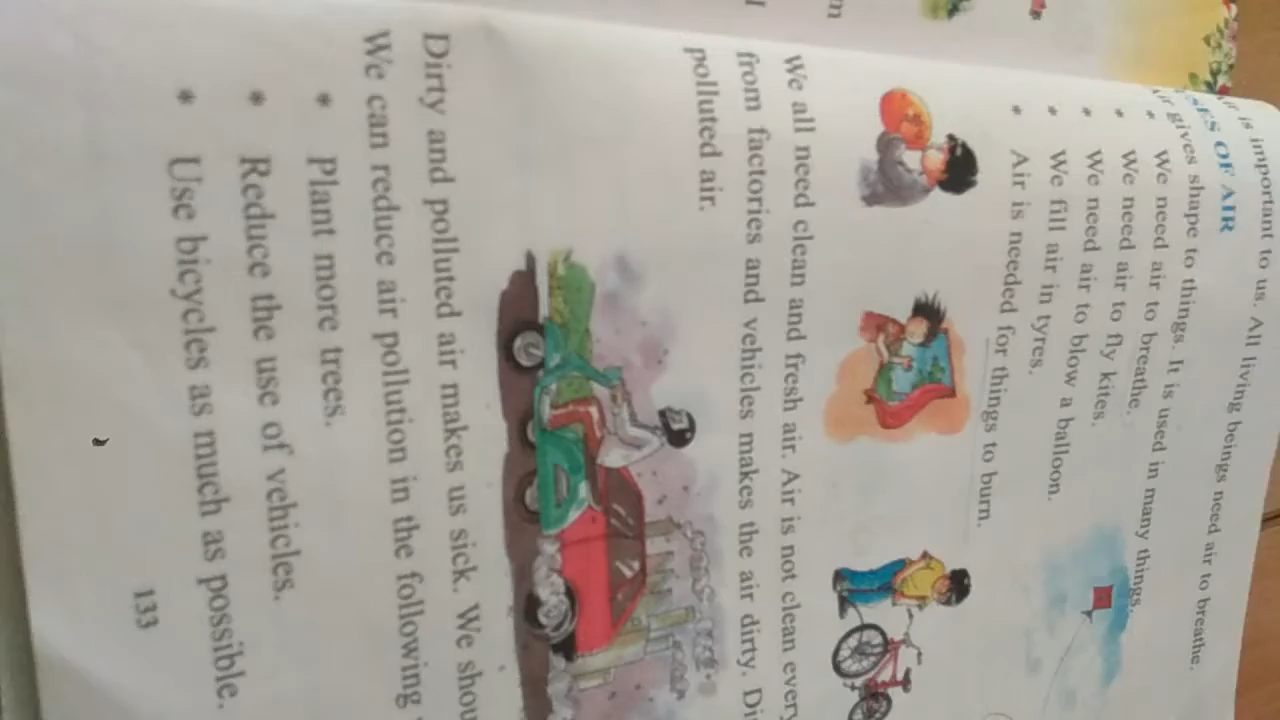 Air is important to us. All living beings need air to breathe.
USES OF AIR
Air gives shape to things. It is used in many things.
* We need air to breathe.
* We need air to fly kites.
* We need air to blow a balloon.
* We fill air in tyres.
* Air is needed for things to burn.
We all need clean and fresh air. Air is not clean every
from factories and vehicles makes the air dirty. Di
polluted air.
Dirty and polluted air makes us sick. We shou
We can reduce air pollution in the following
* Plant more trees.
* Reduce the use of vehicles.
* Use bicycles as much as possible.
133